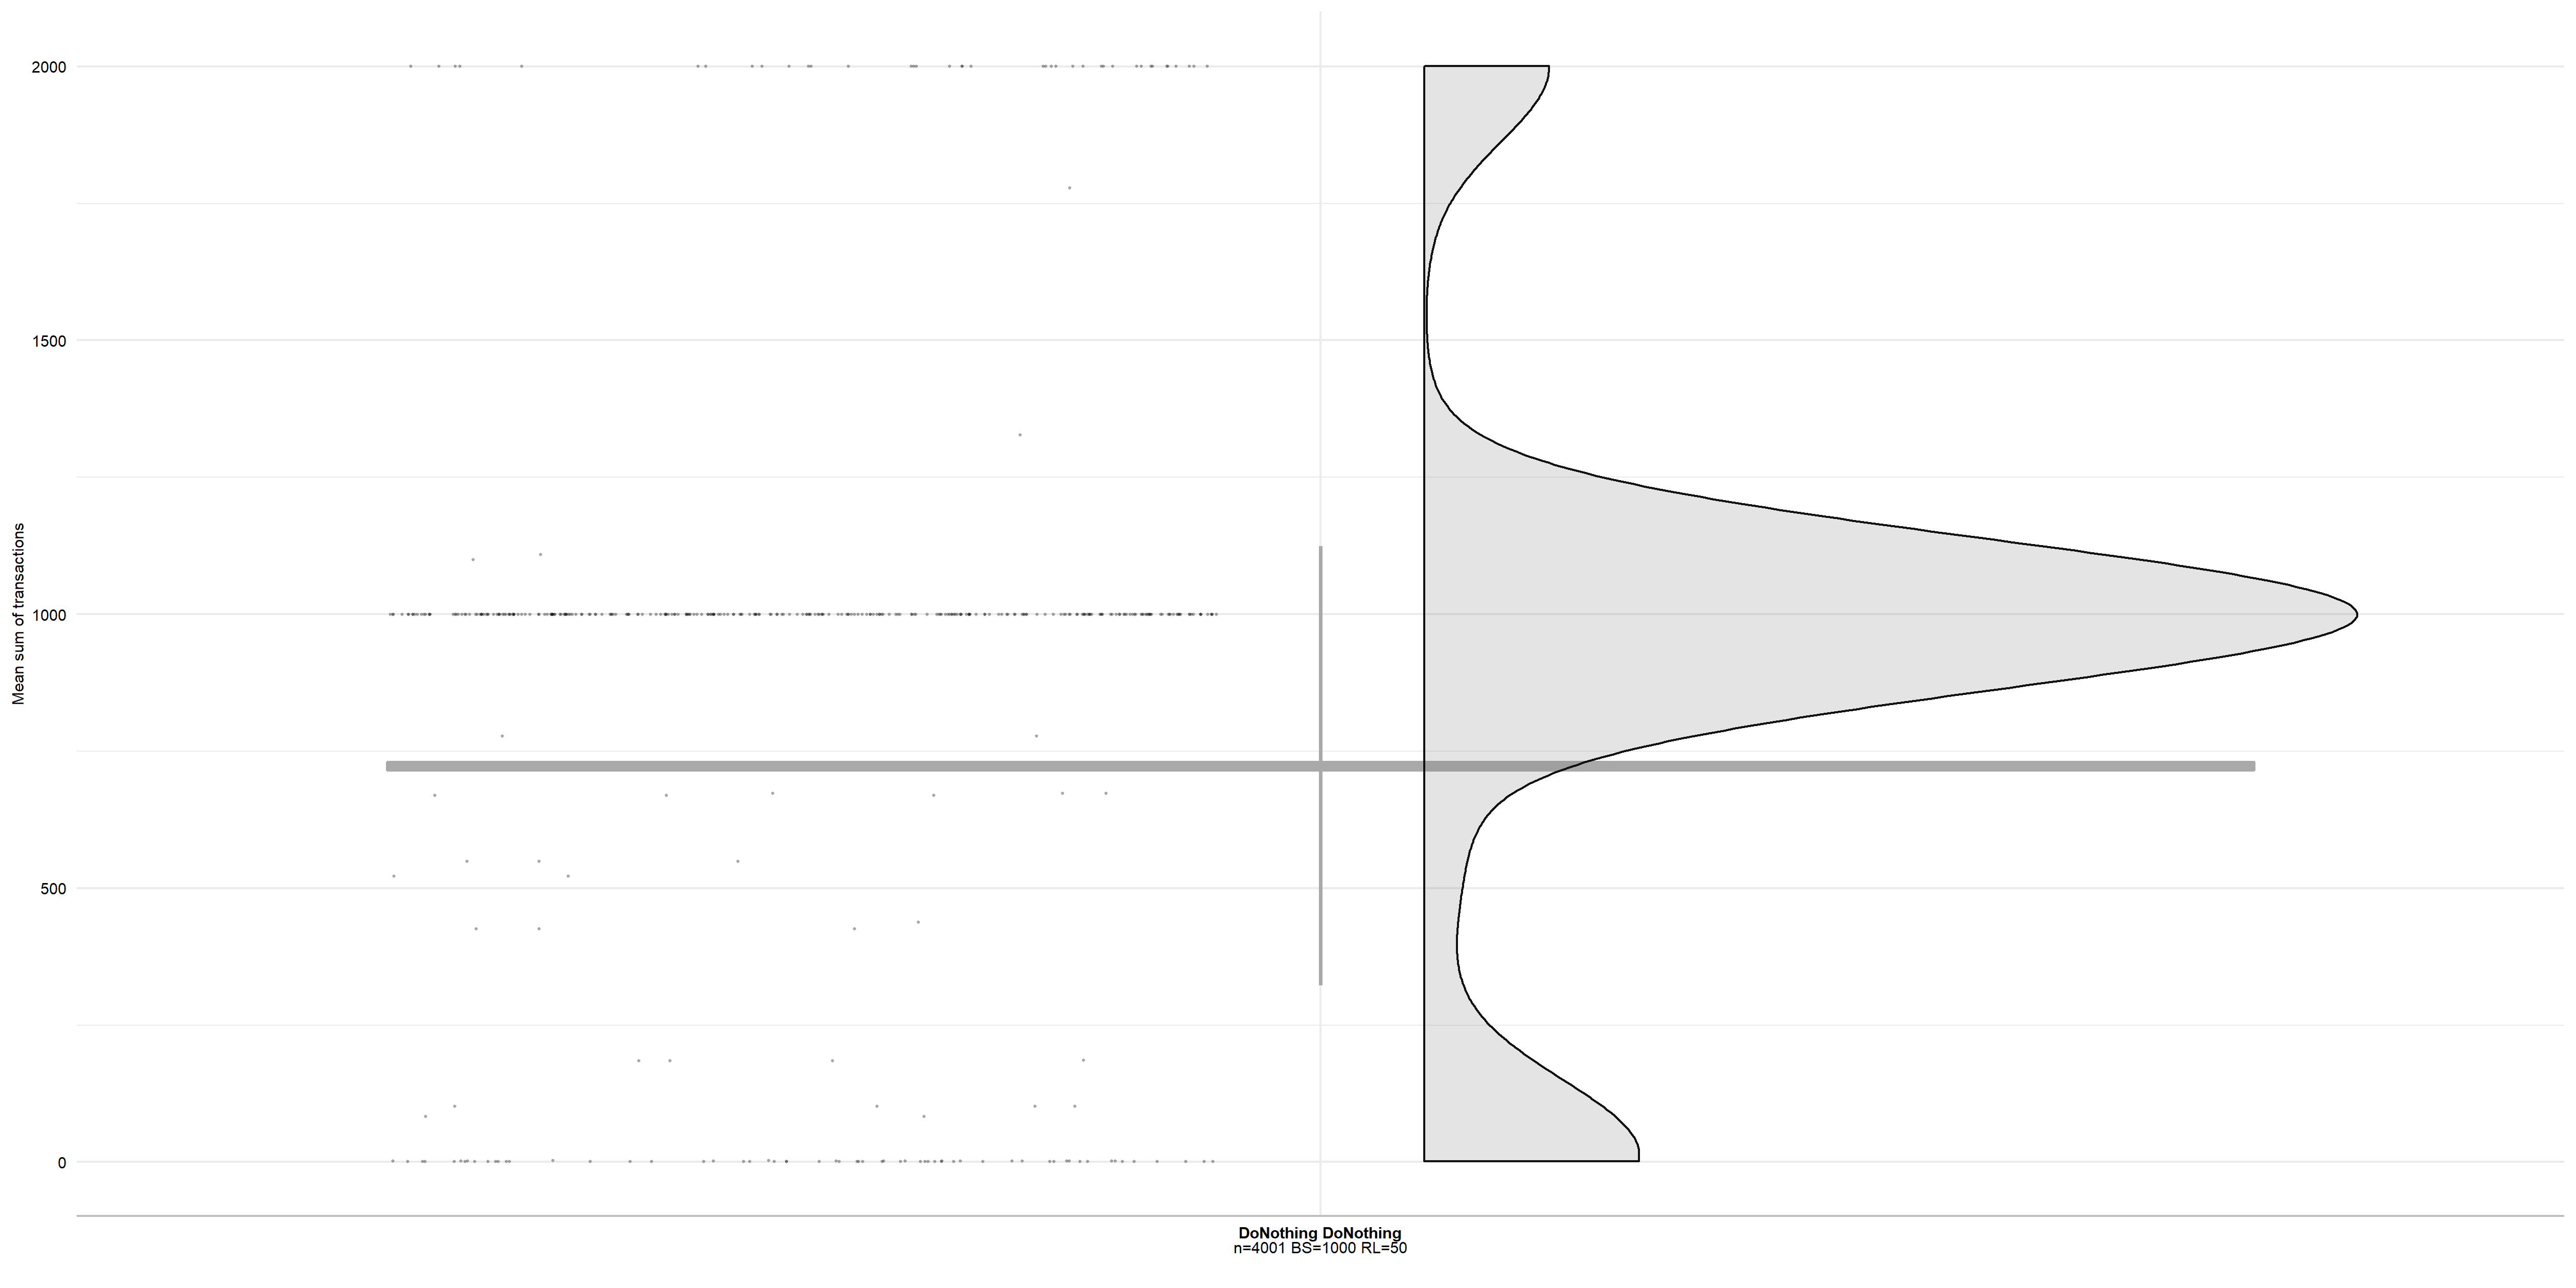 2000
1500
1000
500
0
Mean sum of transactions
DoNothing DoNothing
n=4001 BS=1000 RL=50